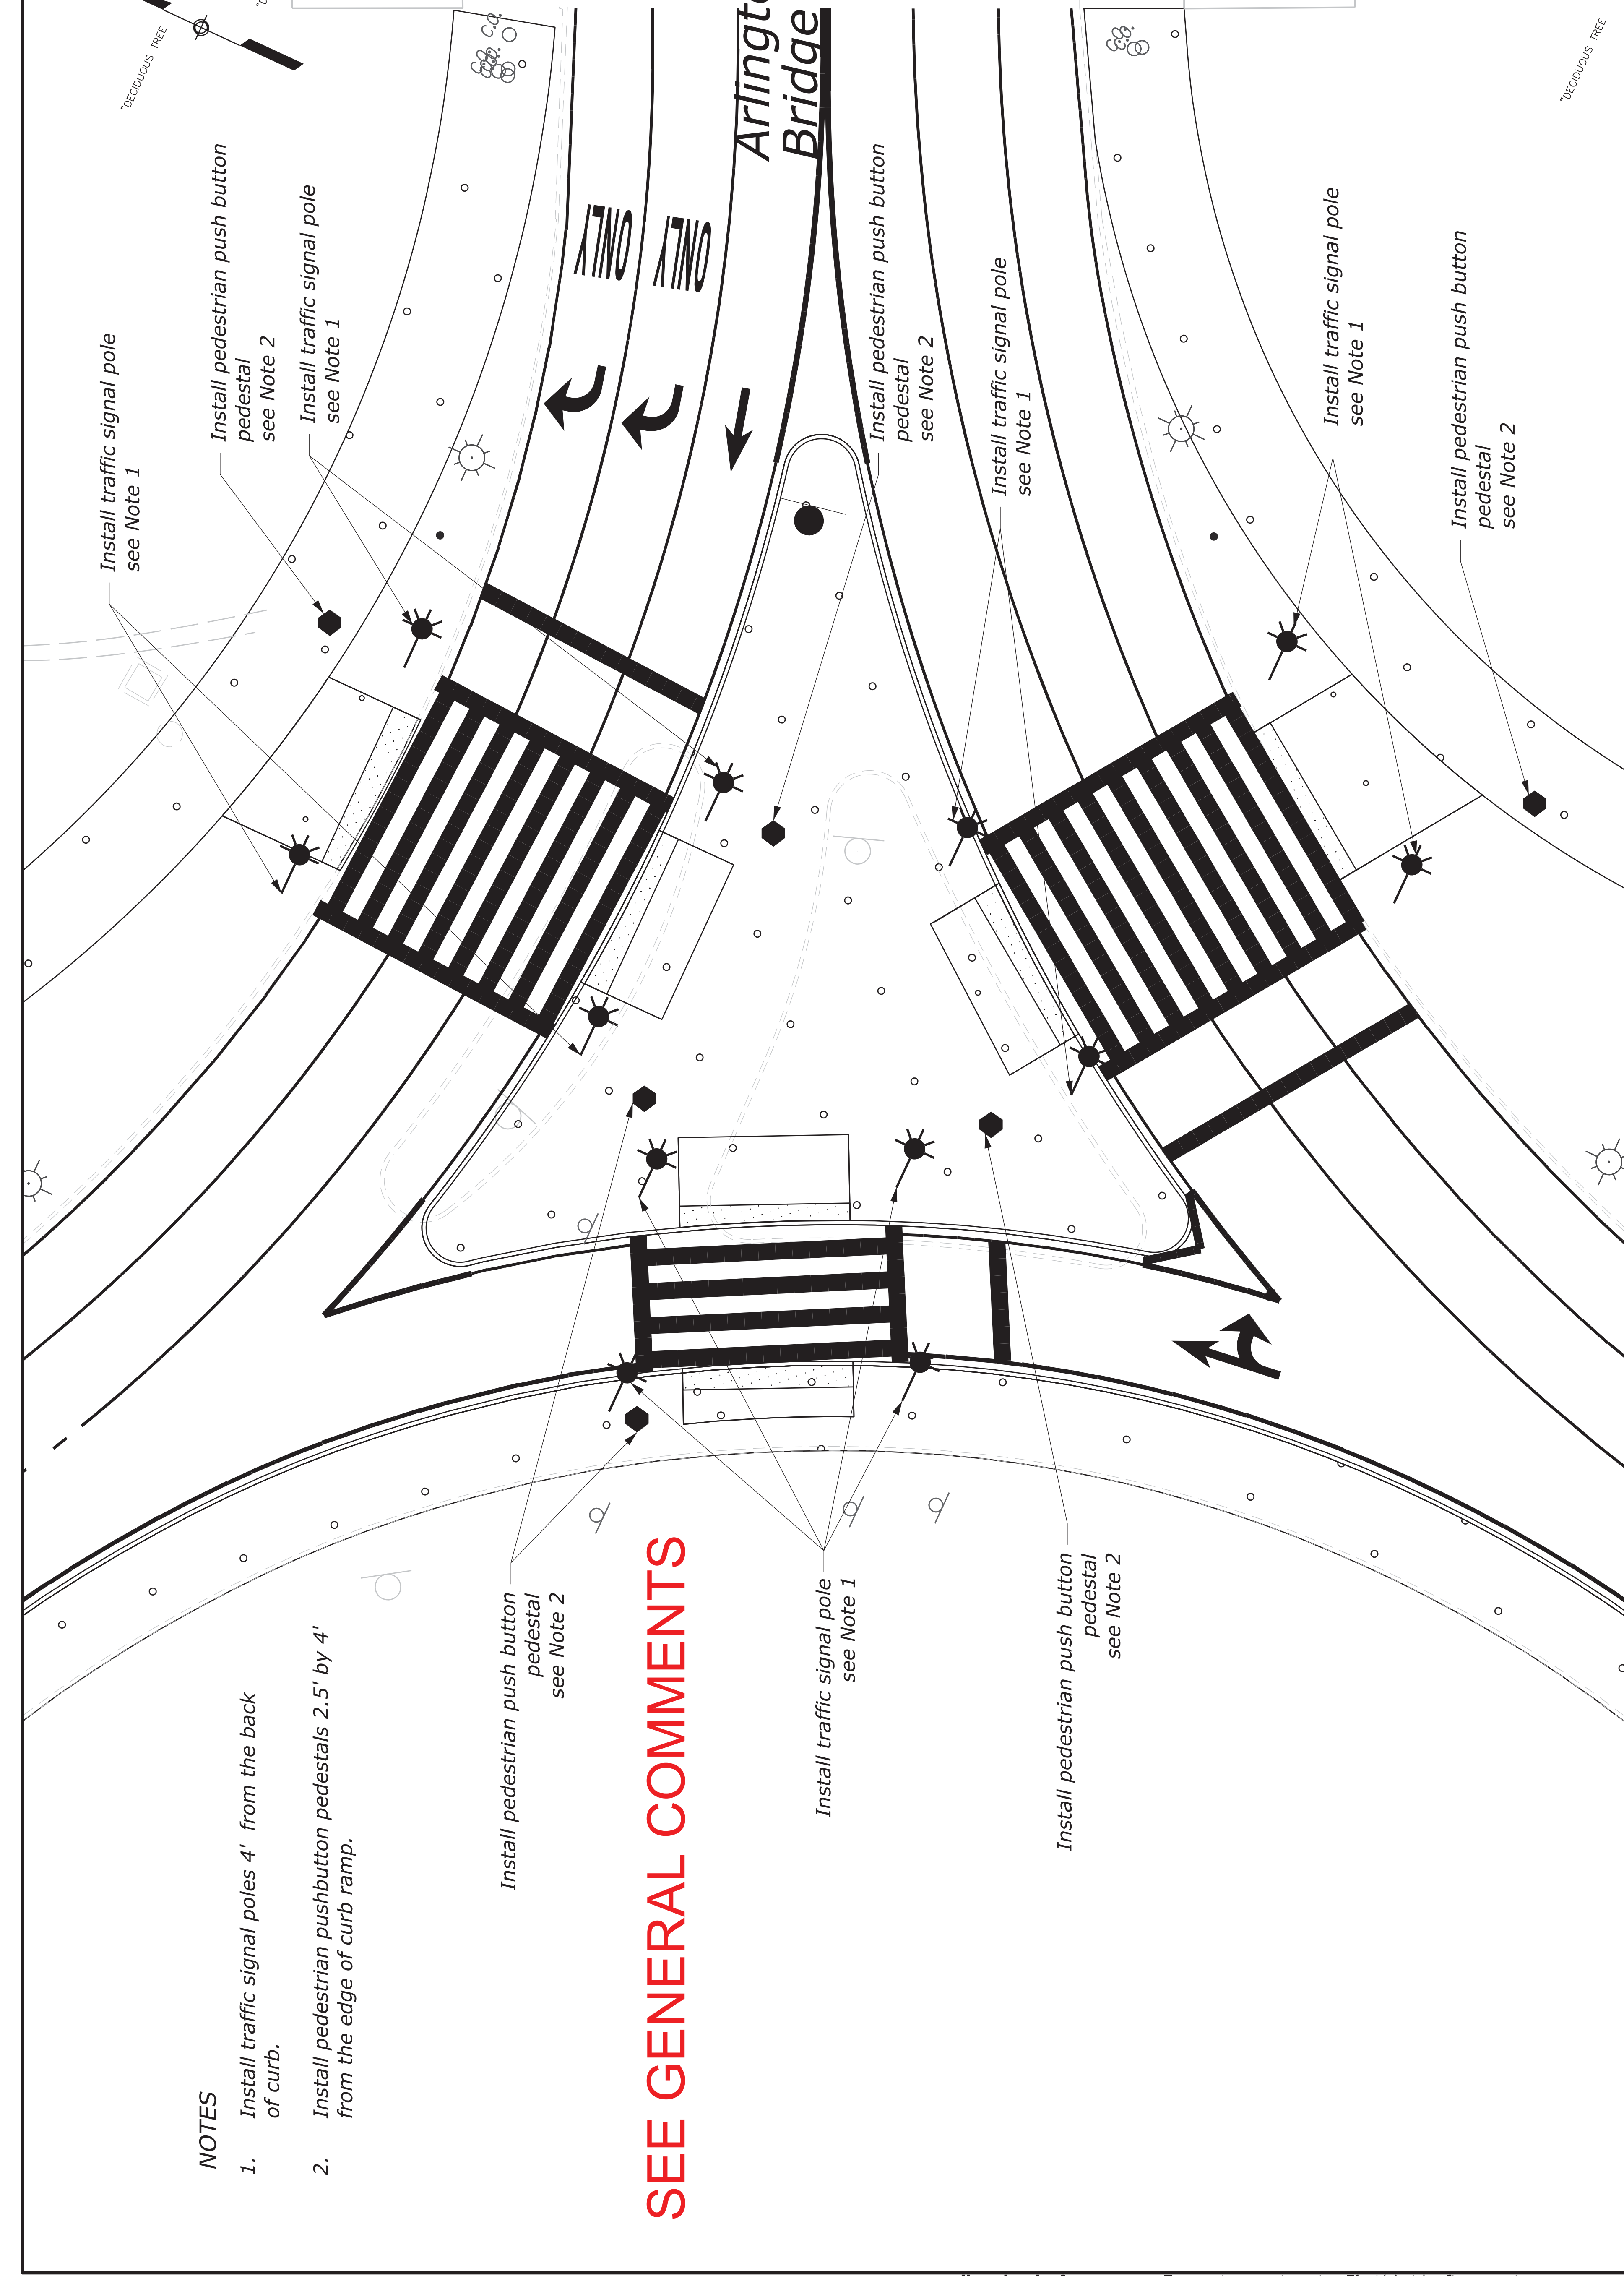 "DECIDUOUS TREE
"DECIDUOUS TREE
Bridge
ONLY
ONLY
Install traffic signal pole
see Note 1
Install pedestrian push button
pedestal
see Note 2
Install traffic signal pole
see Note 1
Install pedestrian push button
pedestal
see Note 2
Install traffic signal pole
see Note 1
Install traffic signal pole
see Note 1
Install pedestrian push button
pedestal
see Note 2
NOTES
1. Install traffic signal poles 4' from the back
of curb.
2. Install pedestrian pushbutton pedestals 2.5' by 4'
from the edge of curb ramp.
Install pedestrian push button
pedestal
see Note 2
SEE GENERAL COMMENTS
Install traffic signal pole
see Note 1
Install pedestrian push button
pedestal
see Note 2